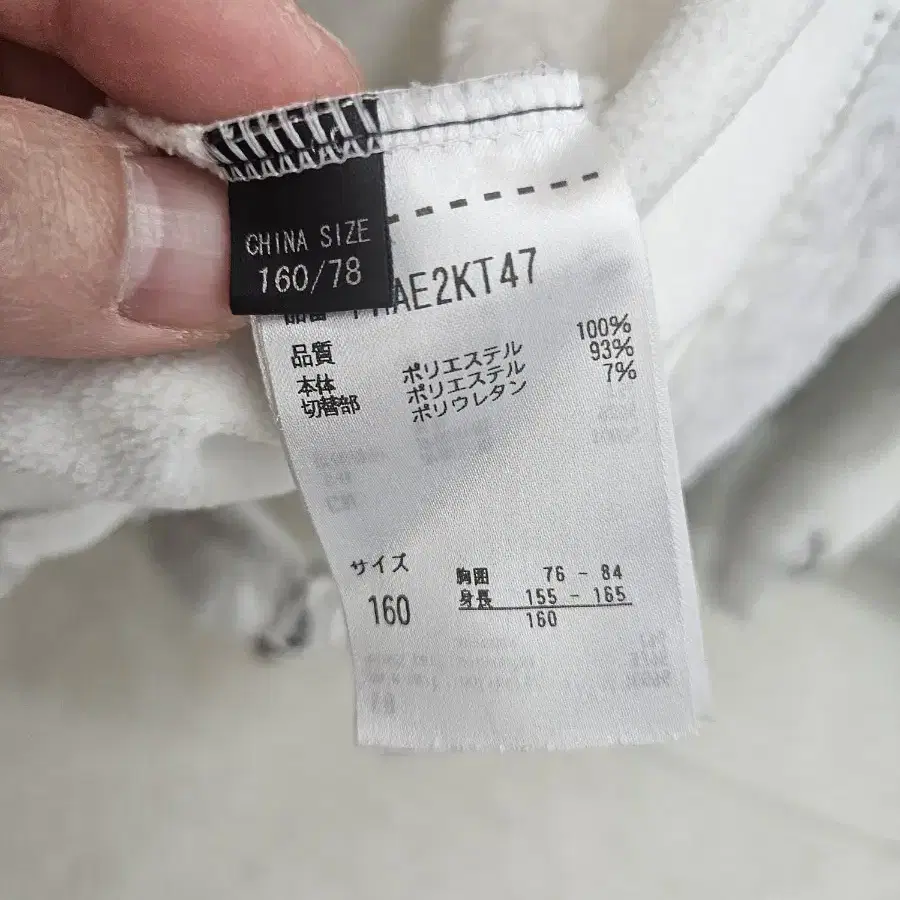 CHINA SIZE
160/78
品番 AE2KT47
品質
本体 ポリエステル 100%
切替部 ポリエステル 93%
ポリウレタン 7%
サイズ
160
胸囲 76 - 84
身長 155 - 165
160